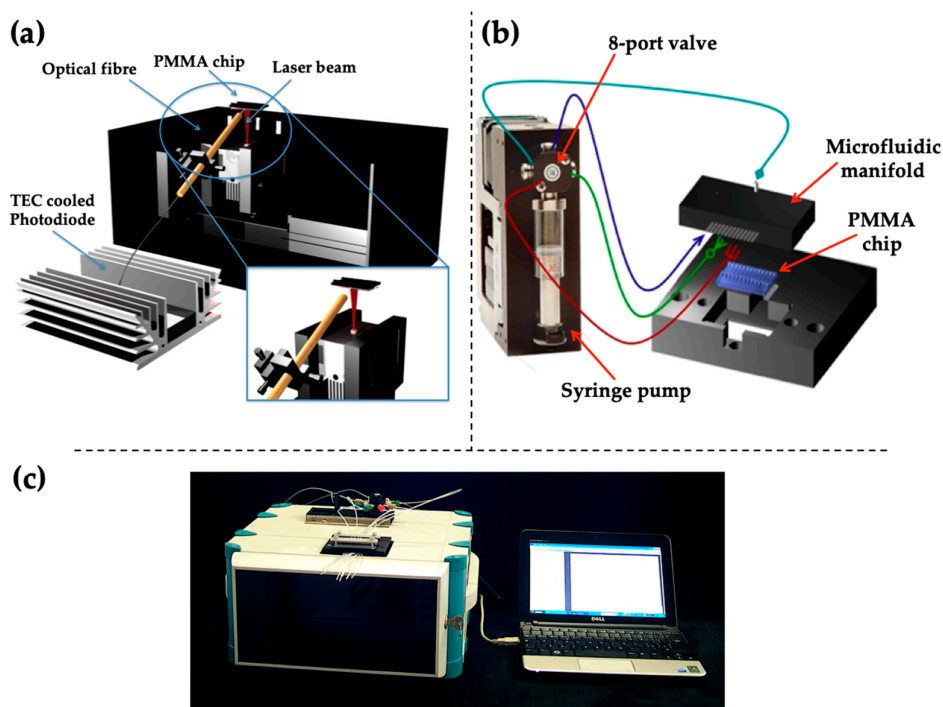 (a)
PMMA chip
Optical fibre
Laser beam
TEC cooled
Photodiode
(b)
8-port valve
Microfluidic
manifold
PMMA
chip
Syringe pump
(c)
DELL